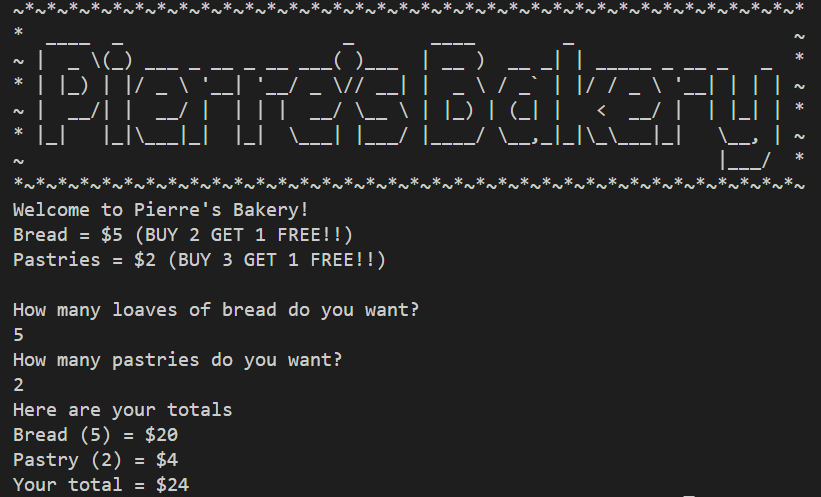 Pierre's Bakery
Welcome to Pierre's Bakery!
Bread = $5 (BUY 2 GET 1 FREE!!)
Pastries = $2 (BUY 3 GET 1 FREE!!)
How many loaves of bread do you want?
5
How many pastries do you want?
2
Here are your totals
Bread (5) = $20
Pastry (2) = $4
Your total = $24